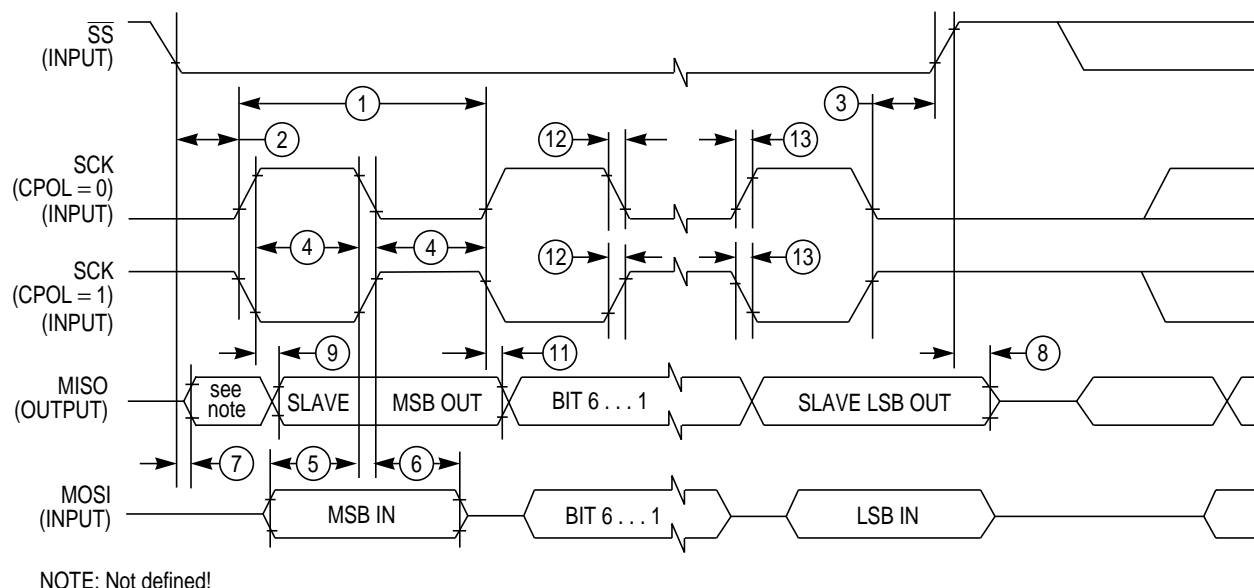 SS
(INPUT)
1
3
2
12
13
SCK
(CPOL = 0)
(INPUT)
4
4
12
13
SCK
(CPOL = 1)
(INPUT)
9
11
8
MISO
(OUTPUT)
see
note
SLAVE
MSB OUT
BIT 6 . . . 1
SLAVE LSB OUT
7
5
6
MOSI
(INPUT)
MSB IN
BIT 6 . . . 1
LSB IN
NOTE: Not defined!